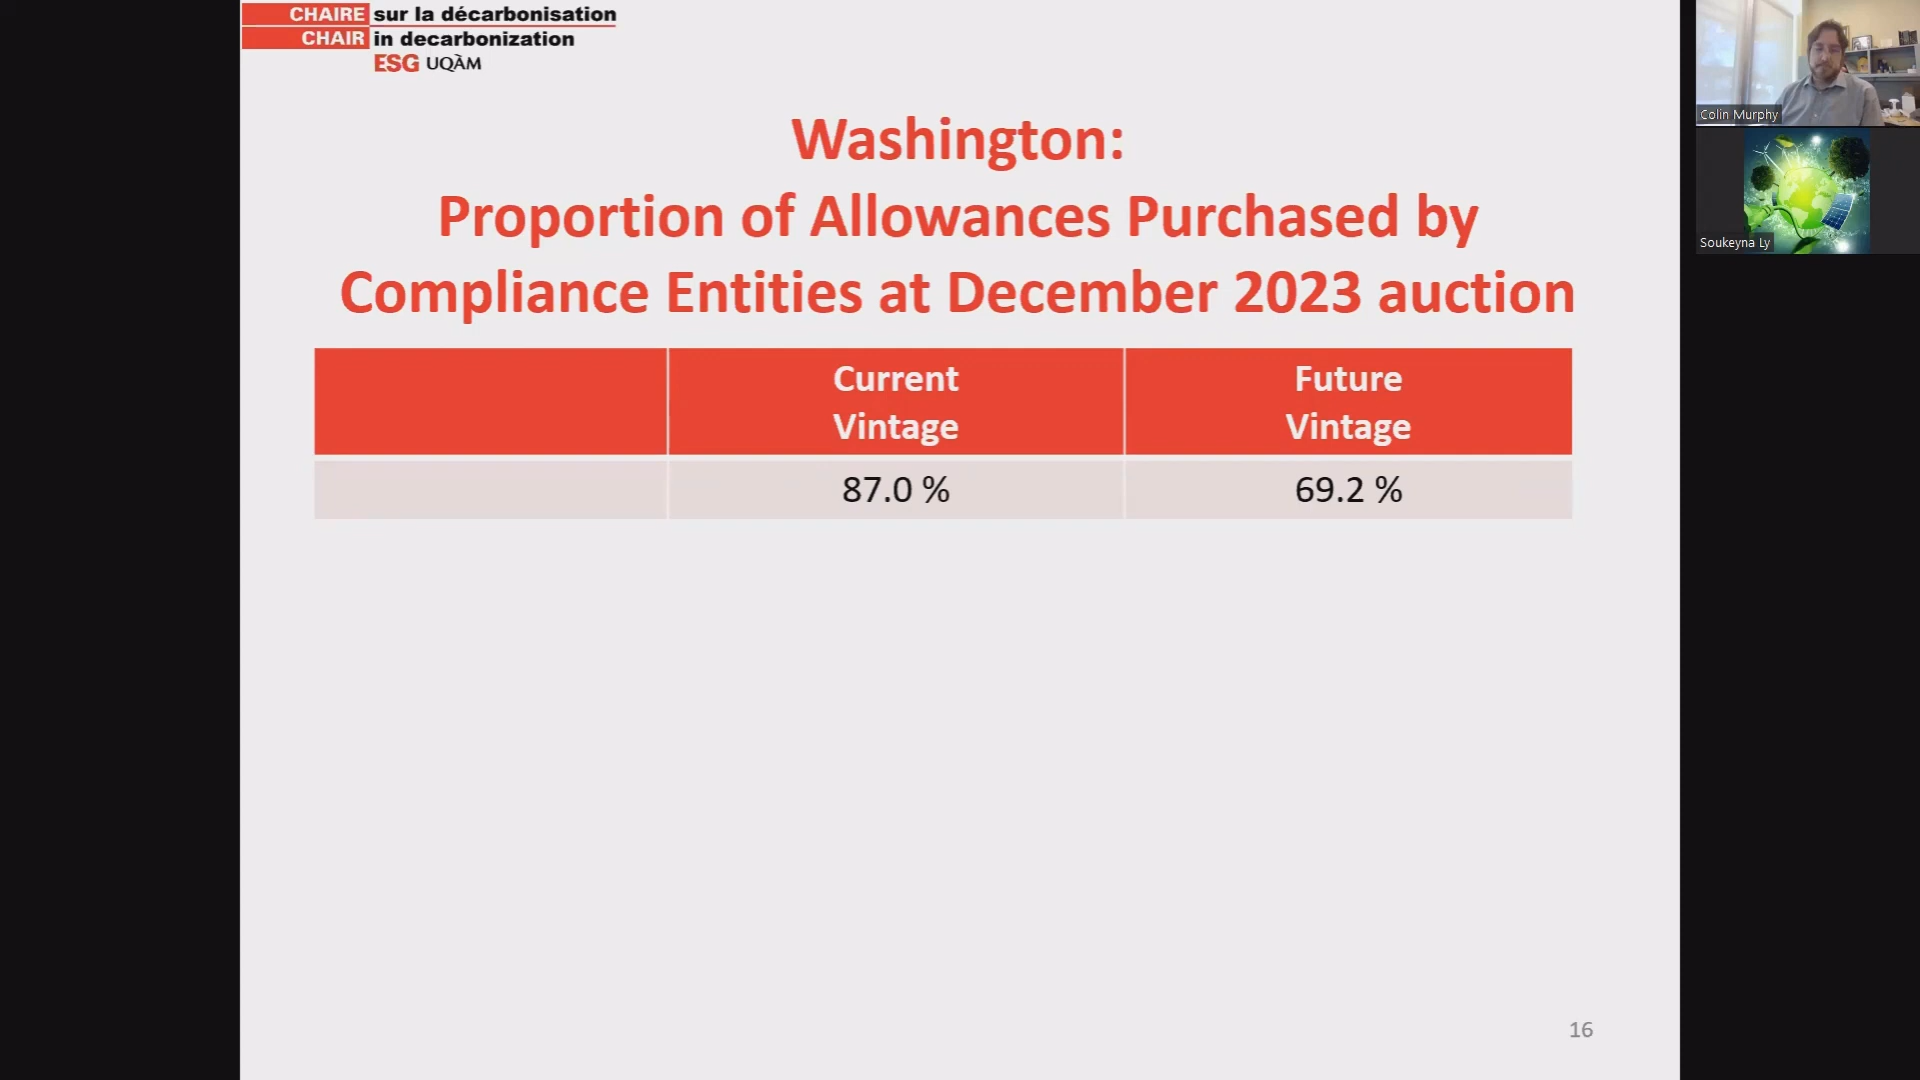 CHAIRE sur la décarbonisation
CHAIR in decarbonization
ESG UQÀM
Washington:
Proportion of Allowances Purchased by
Compliance Entities at December 2023 auction
Current Vintage
Future Vintage
87.0 %
69.2 %
16
Colin Murphy
Soukeyna Ly